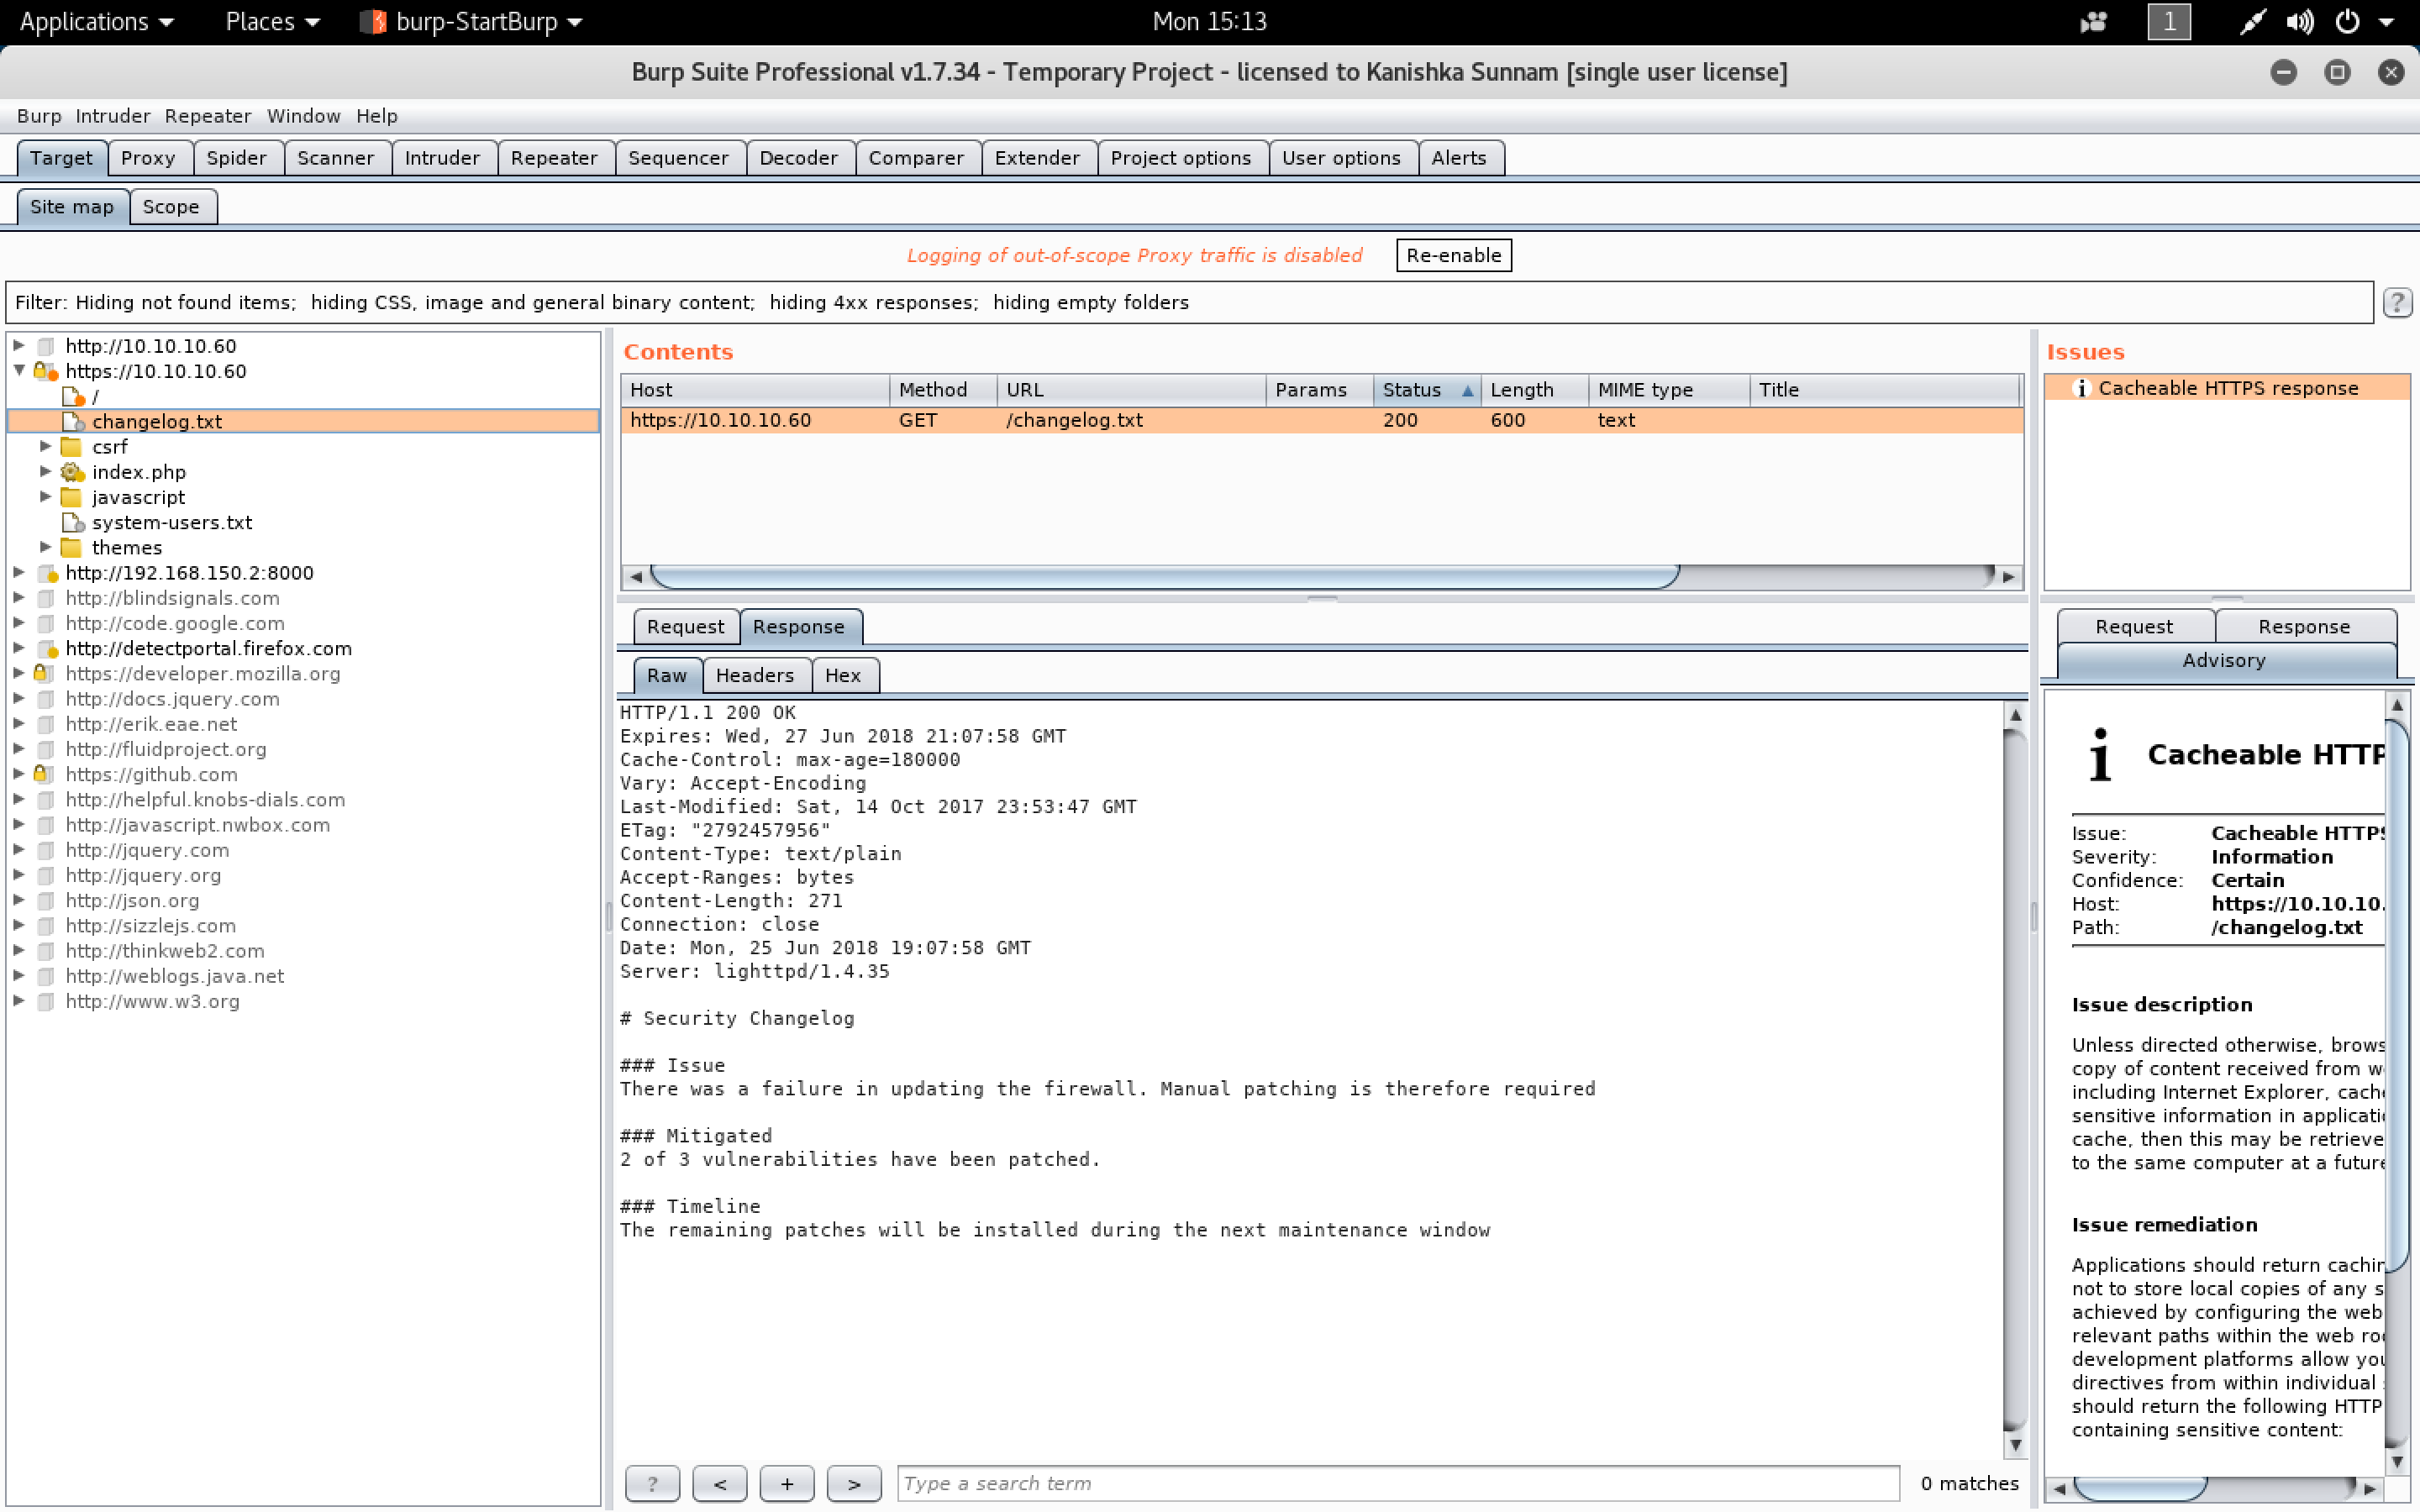 Applications Places burp-StartBurp Mon 15:13 1
Burp Suite Professional v1.7.34 - Temporary Project - licensed to Kanishka Sunnam [single user license]
Burp Intruder Repeater Window Help
Target Proxy Spider Scanner Intruder Repeater Sequencer Decoder Comparer Extender Project options User options Alerts
Site map Scope
Logging of out-of-scope Proxy traffic is disabled Re-enable
Filter: Hiding not found items; hiding CSS, image and general binary content; hiding 4xx responses; hiding empty folders ?
http://10.10.10.60
https://10.10.10.60
/
changelog.txt
csrf
index.php
javascript
system-users.txt
themes
http://192.168.150.2:8000
http://blindsignals.com
http://code.google.com
http://detectportal.firefox.com
https://developer.mozilla.org
http://docs.jquery.com
http://erik.eae.net
http://fluidproject.org
https://github.com
http://helpful.knobs-dials.com
http://javascript.nwbox.com
http://jquery.com
http://jquery.org
http://json.org
http://sizzlejs.com
http://thinkweb2.com
http://weblogs.java.net
http://www.w3.org
Contents
Host Method URL Params Status Length MIME type Title
https://10.10.10.60 GET /changelog.txt 200 600 text
Request Response
Raw Headers Hex
HTTP/1.1 200 OK
Expires: Wed, 27 Jun 2018 21:07:58 GMT
Cache-Control: max-age=180000
Vary: Accept-Encoding
Last-Modified: Sat, 14 Oct 2017 23:53:47 GMT
ETag: "2792457956"
Content-Type: text/plain
Accept-Ranges: bytes
Content-Length: 271
Connection: close
Date: Mon, 25 Jun 2018 19:07:58 GMT
Server: lighttpd/1.4.35
# Security Changelog
### Issue
There was a failure in updating the firewall. Manual patching is therefore required
### Mitigated
2 of 3 vulnerabilities have been patched.
### Timeline
The remaining patches will be installed during the next maintenance window
? < + > Type a search term 0 matches
Issues
Cacheable HTTPS response
Request Response
Advisory
Cacheable HTTP
Issue: Cacheable HTTPS
Severity: Information
Confidence: Certain
Host: https://10.10.10.
Path: /changelog.txt
Issue description
Unless directed otherwise, brows
copy of content received from w
including Internet Explorer, cache
sensitive information in applicati
cache, then this may be retrieve
to the same computer at a future
Issue remediation
Applications should return cachin
not to store local copies of any s
achieved by configuring the web
relevant paths within the web roo
development platforms allow you
directives from within individual
should return the following HTTP
containing sensitive content: